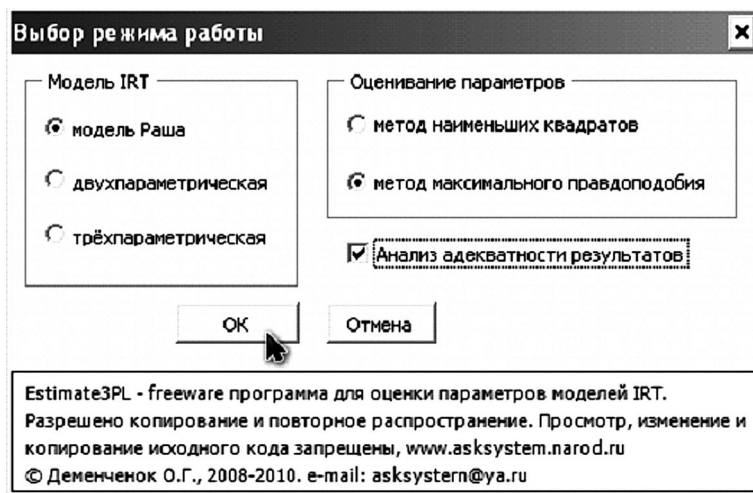 Выбор режима работы
Модель IRT
модель Раша
двухпараметрическая
трёхпараметрическая
Оценивание параметров
метод наименьших квадратов
метод максимального правдоподобия
Анализ адекватности результатов
ОК
Отмена
Estimate3PL - freeware программа для оценки параметров моделей IRT.
Разрешено копирование и повторное распространение. Просмотр, изменение и
копирование исходного кода запрещены, www.asksystem.narod.ru
© Деменченок О.Г., 2008-2010. e-mail: asksystern@ya.ru